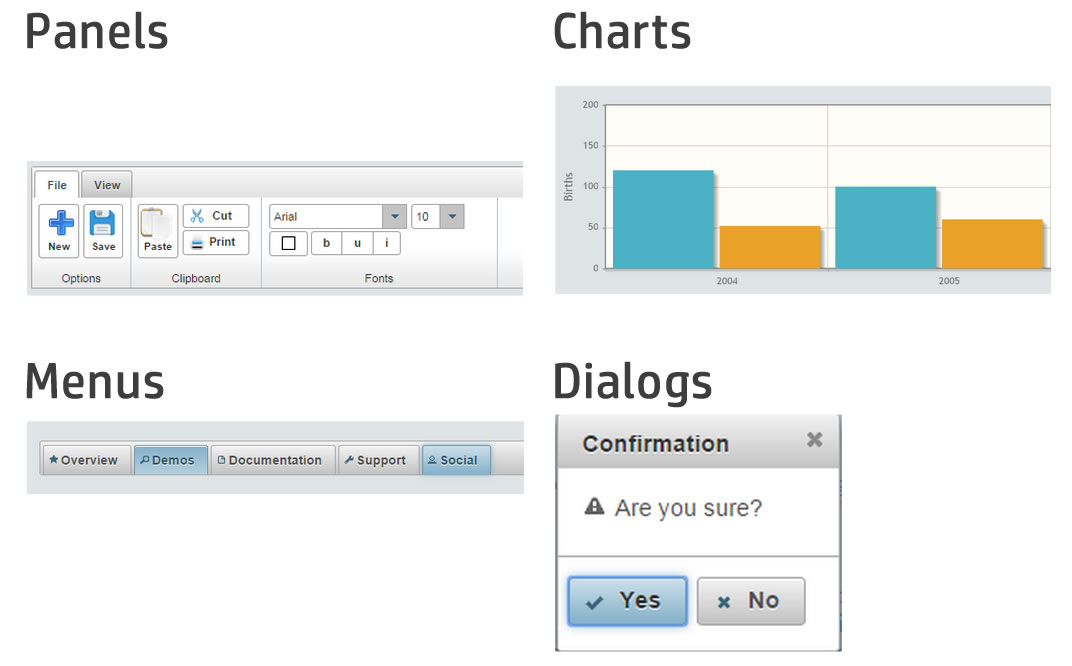 Panels
File View
New Save Paste Cut Print
Options Clipboard
Arial 10
b u i
Fonts
Charts
200
150
100
50
0
Births
2004 2005
Menus
Overview Demos Documentation Support Social
Dialogs
Confirmation
Are you sure?
Yes No